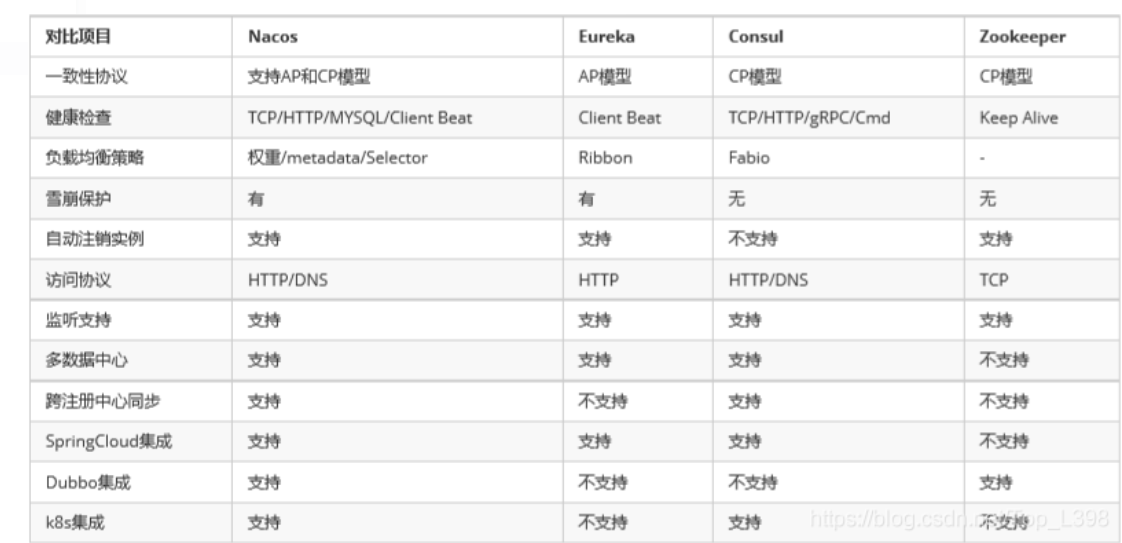 对比项目 Nacos Eureka Consul Zookeeper
一致性协议 支持AP和CP模型 AP模型 CP模型 CP模型
健康检查 TCP/HTTP/MYSQL/Client Beat Client Beat TCP/HTTP/gRPC/Cmd Keep Alive
负载均衡策略 权重/metadata/Selector Ribbon Fabio -
雪崩保护 有 有 无 无
自动注销实例 支持 支持 不支持 支持
访问协议 HTTP/DNS HTTP HTTP/DNS TCP
监听支持 支持 支持 支持 支持
多数据中心 支持 支持 支持 不支持
跨注册中心同步 支持 不支持 支持 不支持
SpringCloud集成 支持 支持 支持 不支持
Dubbo集成 支持 不支持 不支持 支持
k8s集成 支持 不支持 支持 不支持